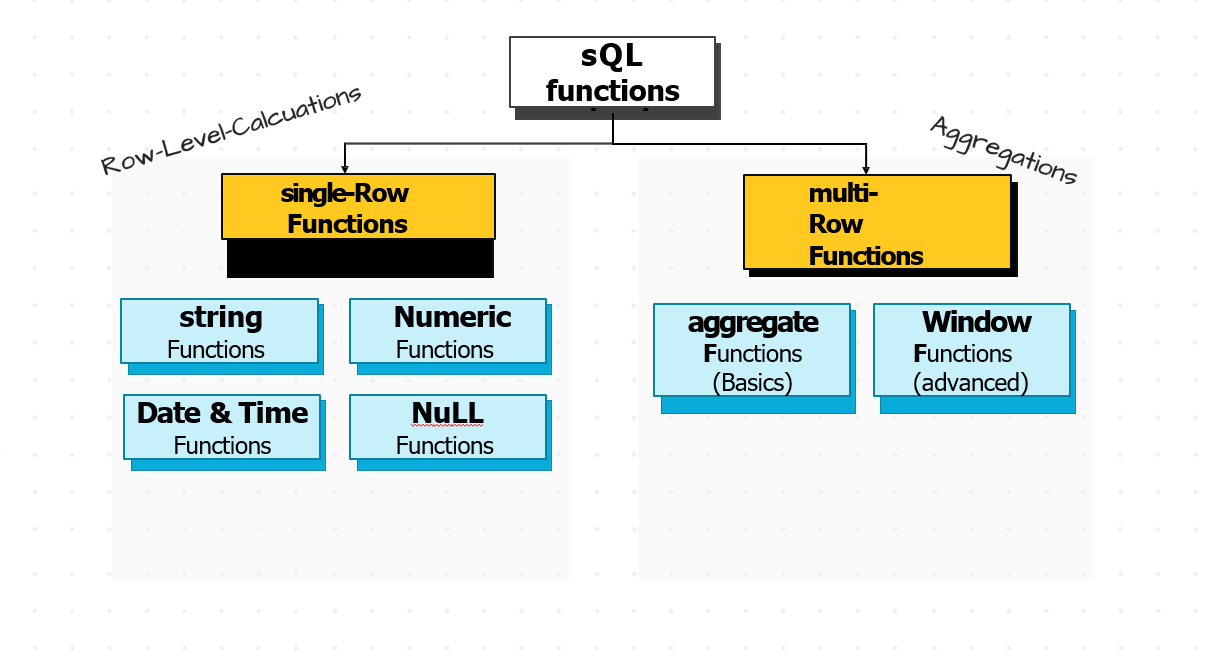 sQL
functions
Row-Level-Calcuations
Aggregations
single-Row
Functions
multi-
Row
Functions
string
Functions
Numeric
Functions
Date & Time
Functions
NuLL
Functions
aggregate
Functions
(Basics)
Window
Functions
(advanced)